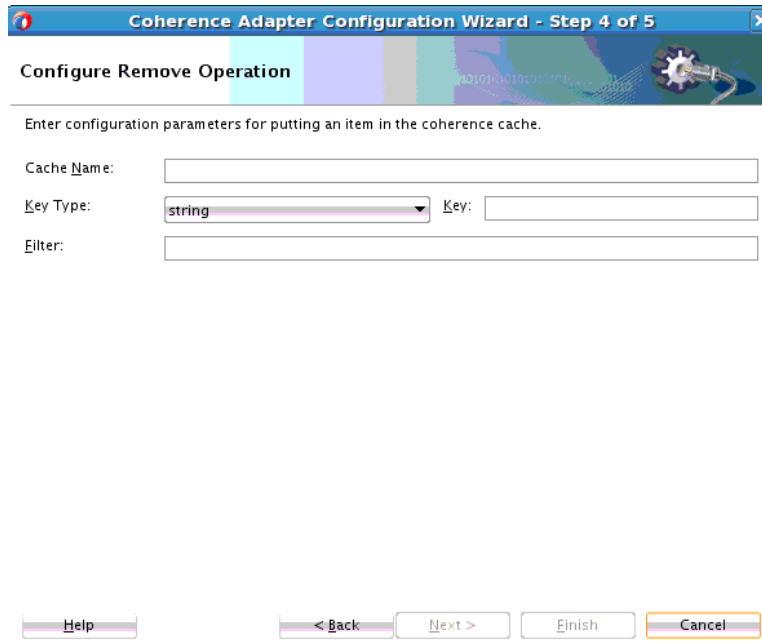 Coherence Adapter Configuration Wizard - Step 4 of 5
Configure Remove Operation
Enter configuration parameters for putting an item in the coherence cache.
Cache Name:
Key Type: string Key:
Filter:
Help < Back Next > Finish Cancel